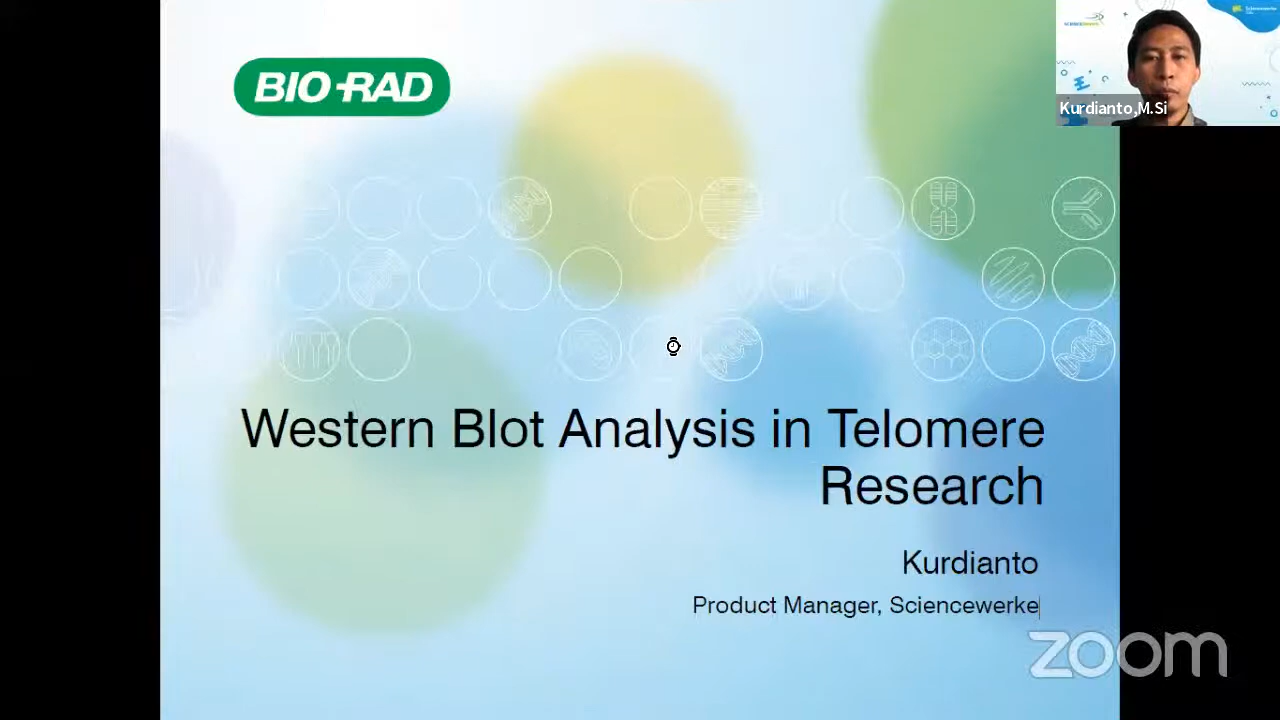 BIO-RAD
Kurdianto,M.Si
Western Blot Analysis in Telomere
Research
Kurdianto
Product Manager, Sciencewerke
zoom